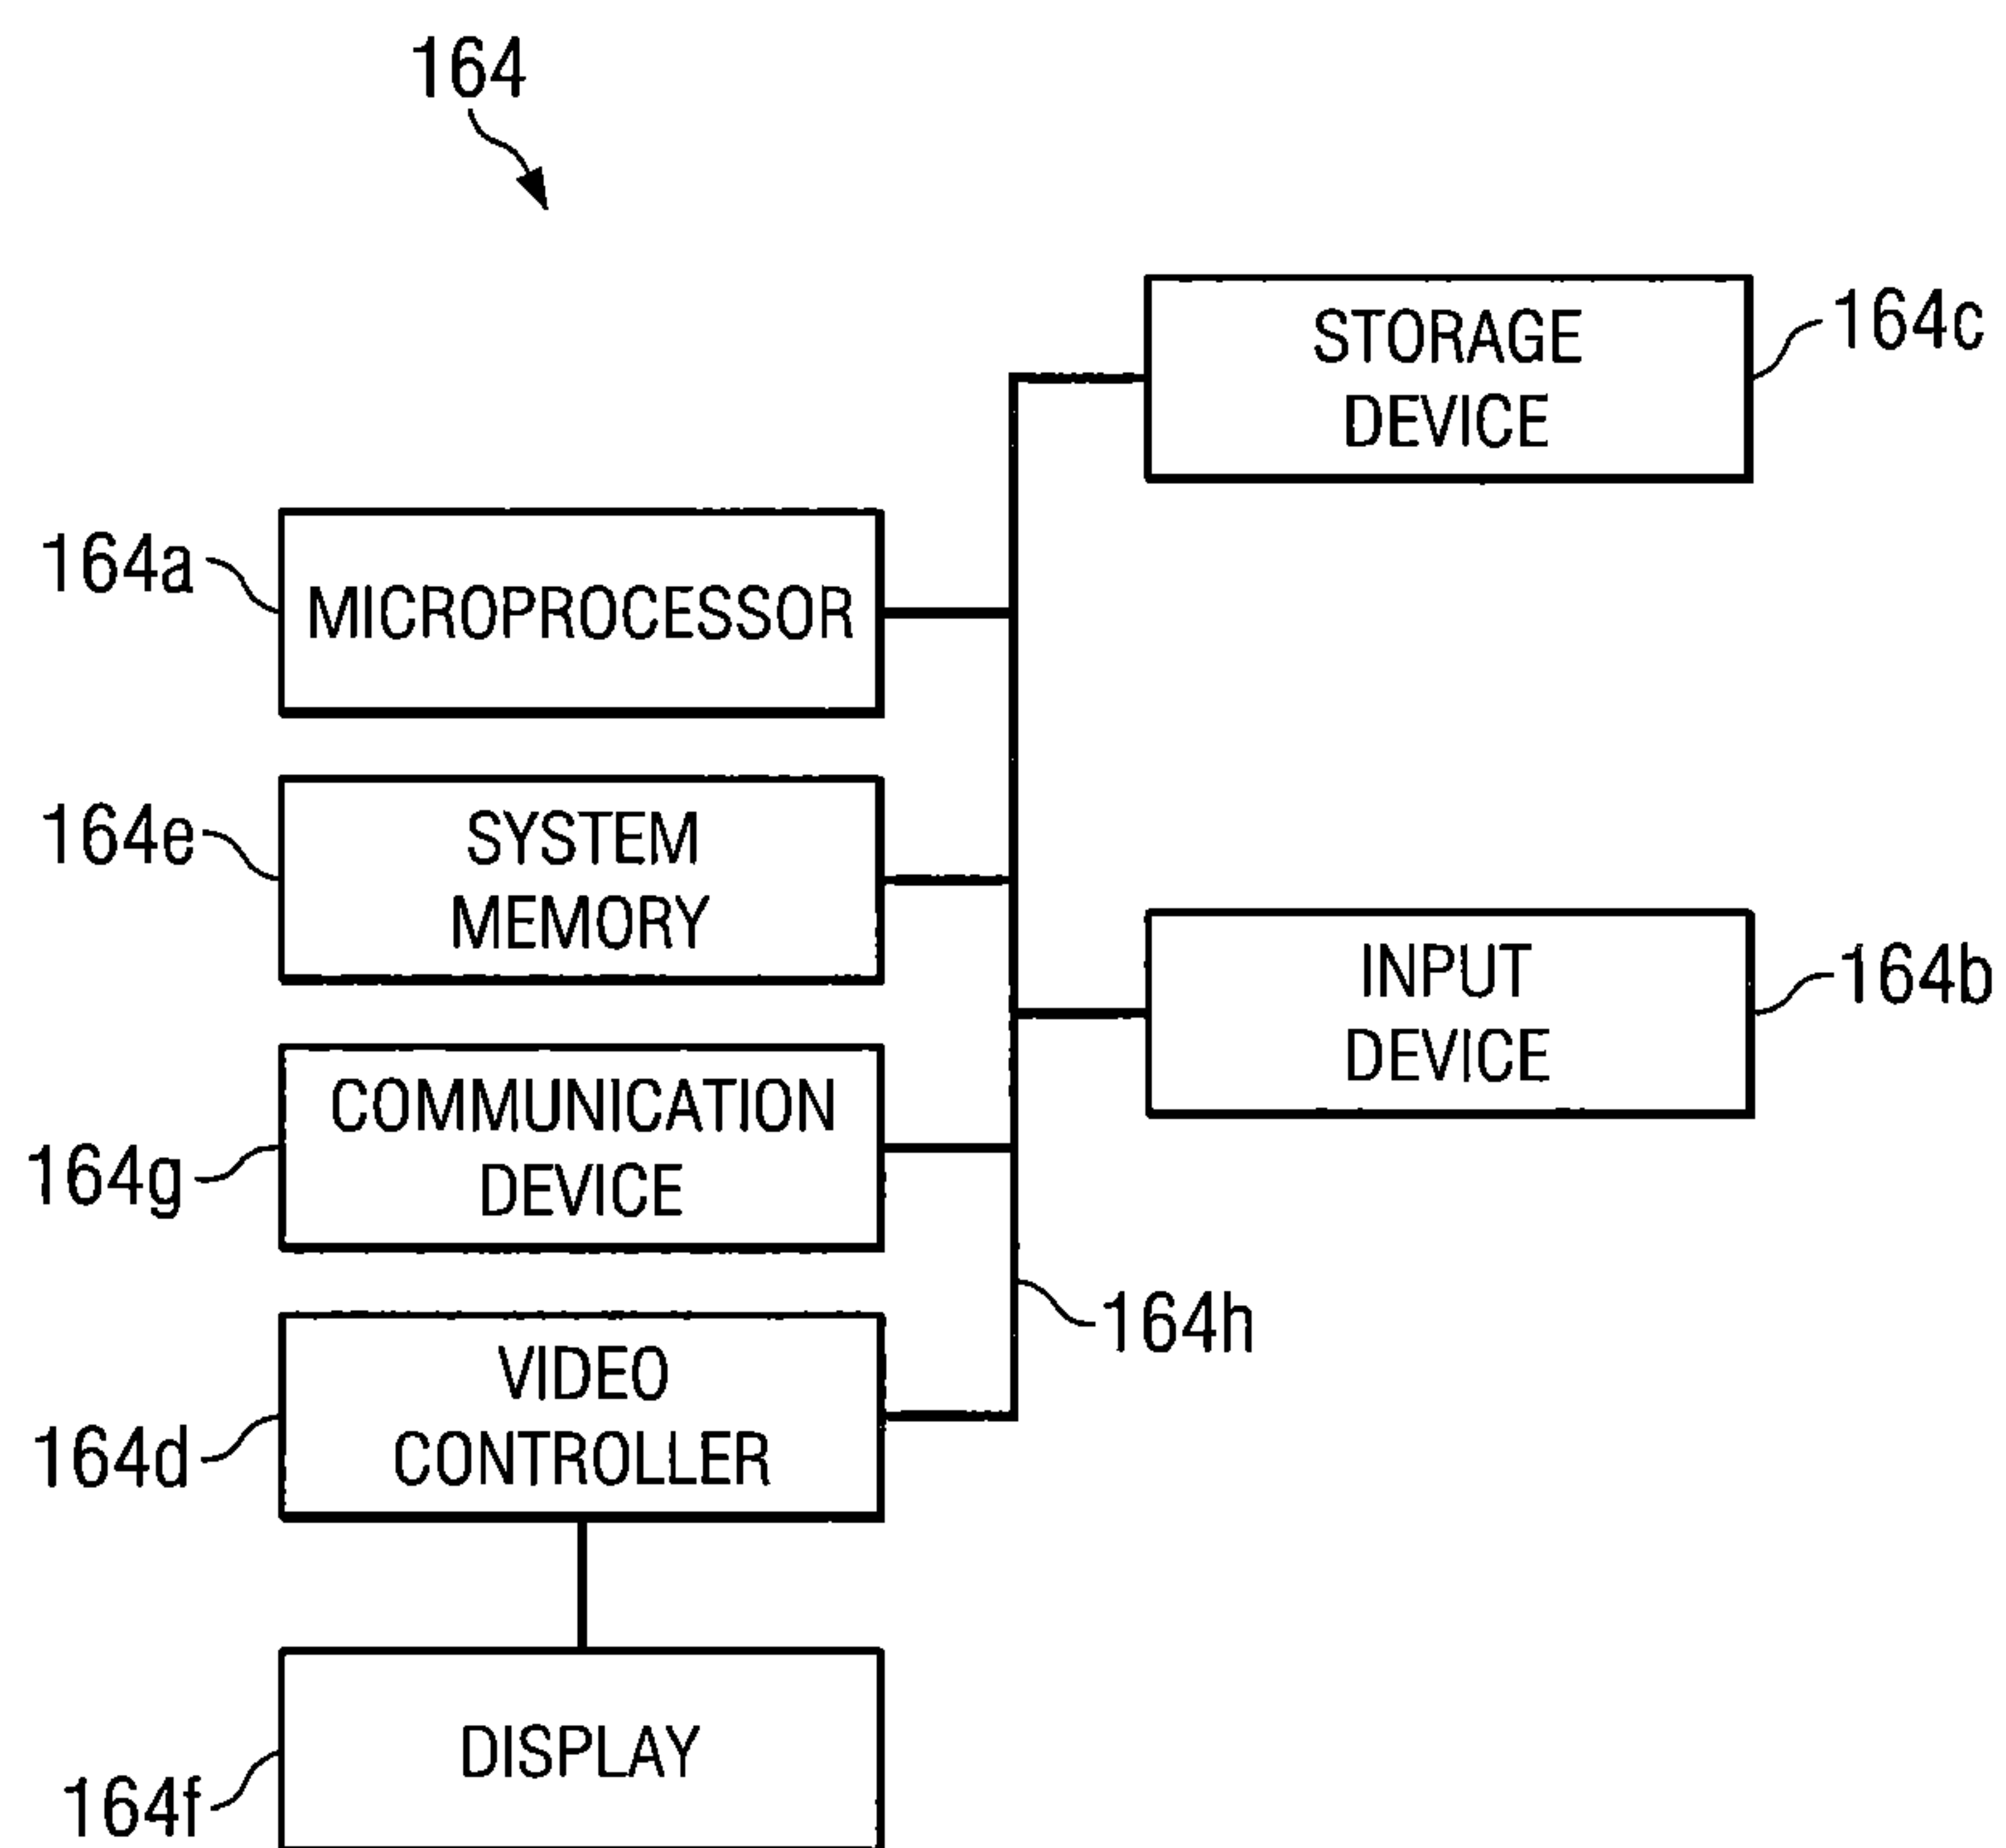 164
STORAGE
DEVICE
164c
164a
MICROPROCESSOR
164e
SYSTEM
MEMORY
INPUT
DEVICE
164b
COMMUNICATION
DEVICE
164g
164h
VIDEO
CONTROLLER
164d
DISPLAY
164f